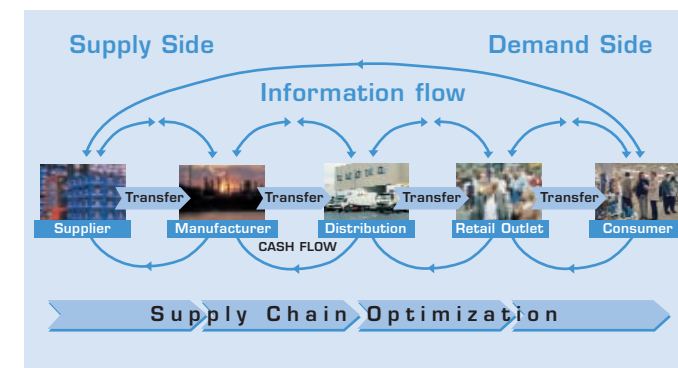 Supply Side
Demand Side
Information flow
Transfer
Transfer
Transfer
Transfer
Supplier
Manufacturer
Distribution
Retail Outlet
Consumer
CASH FLOW
Supply Chain Optimization